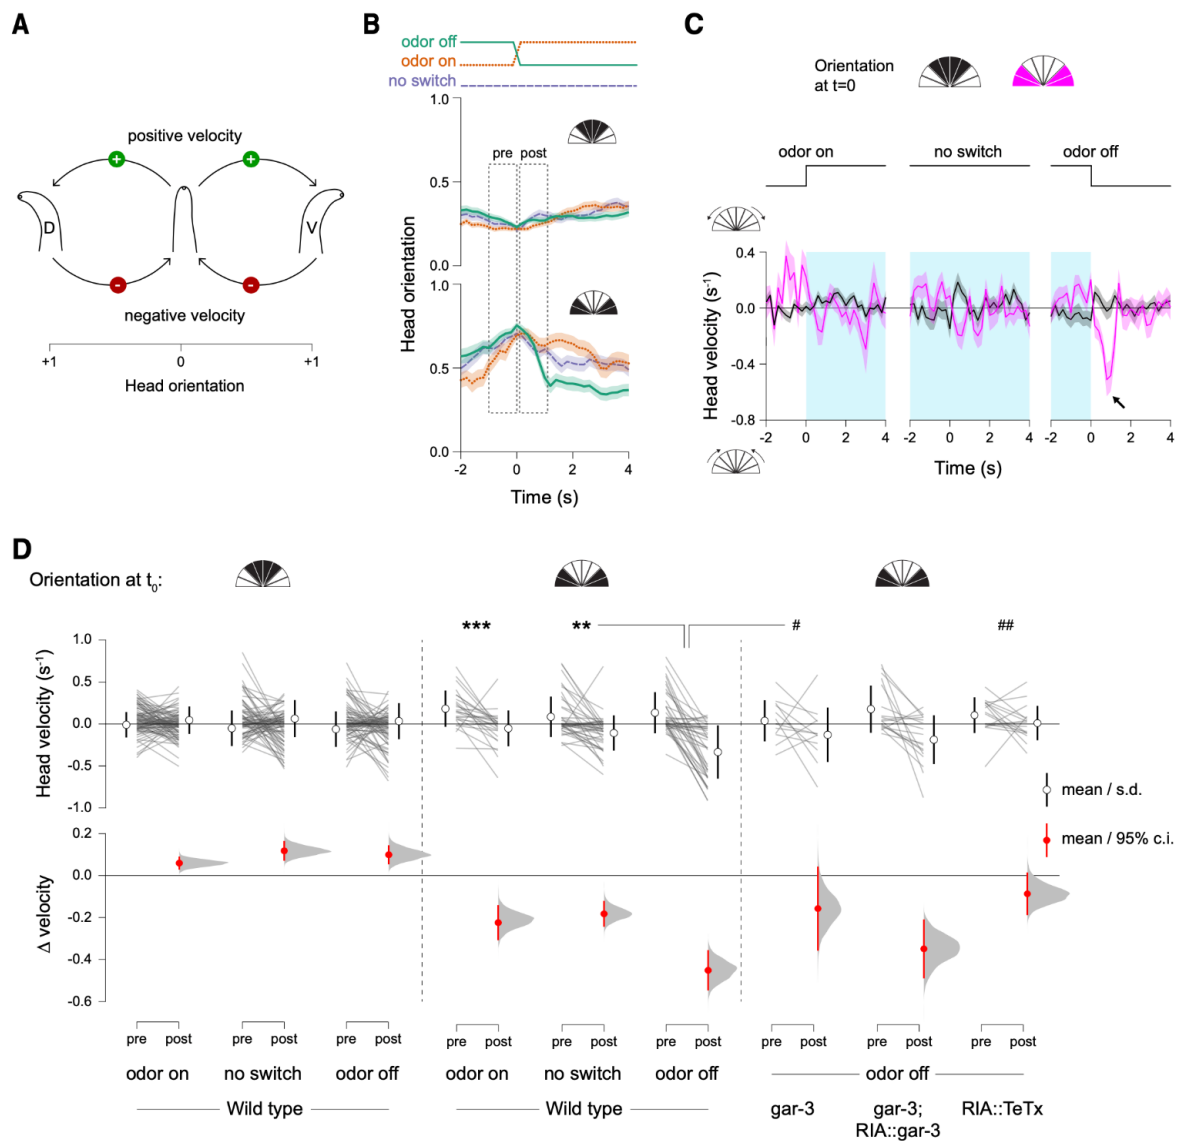 A
positive velocity
+
+
D
V
-
-
negative velocity
+1
0
+1
Head orientation
B
odor off
odor on
no switch
1.0
pre
post
0.5
0.0
1.0
0.5
0.0
Head orientation
-2
0
2
4
Time (s)
C
Orientation
at t=0
odor on
no switch
odor off
0.4
0.0
-0.4
-0.8
Head velocity (s-1)
-2 0 2 4
-2 0 2 4
-2 0 2 4
Time (s)
D
Orientation at t0:
*** ** # ##
1.0
0.5
0.0
-0.5
-1.0
Head velocity (s-1)
mean / s.d.
mean / 95% c.i.
0.2
0.0
-0.2
-0.4
-0.6
Δ velocity
pre post pre post pre post pre post pre post pre post pre post pre post pre post
odor on no switch odor off odor on no switch odor off odor off
Wild type Wild type gar-3 gar-3; RIA::TeTx
RIA::gar-3